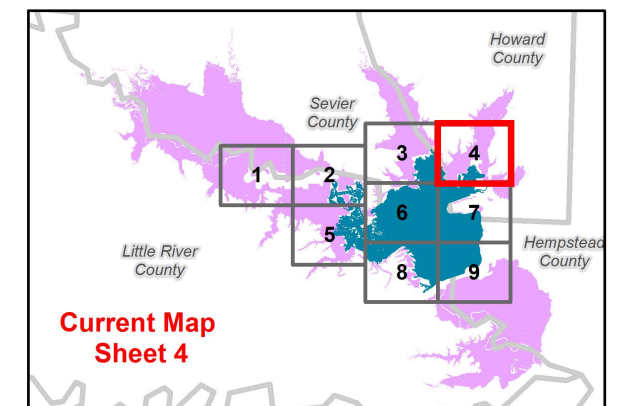 Howard
County
Sevier
County
3
4
1
2
6
7
5
Little River
County
Hempstead
County
8
9
Current Map
Sheet 4